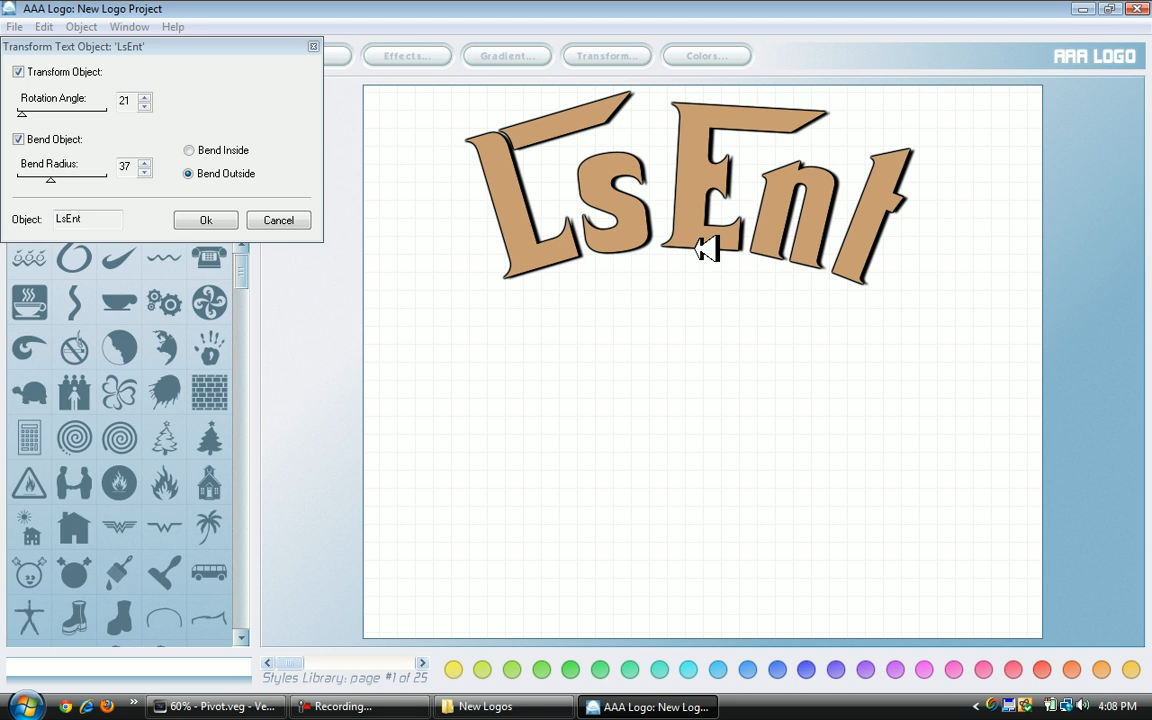 AAA Logo: New Logo Project
File Edit Object Window Help
Transform Text Object: 'LsEnt'
Effects... Gradient... Transform... Colors... AAA LOGO
Transform Object:
Rotation Angle: 21
Bend Object:
Bend Inside
Bend Radius: 37
Bend Outside
Object: LsEnt Ok Cancel
LsEnt
Styles Library: page #1 of 25
60% - Pivot.veg - Ve... Recording... New Logos AAA Logo: New Log... 4:08 PM